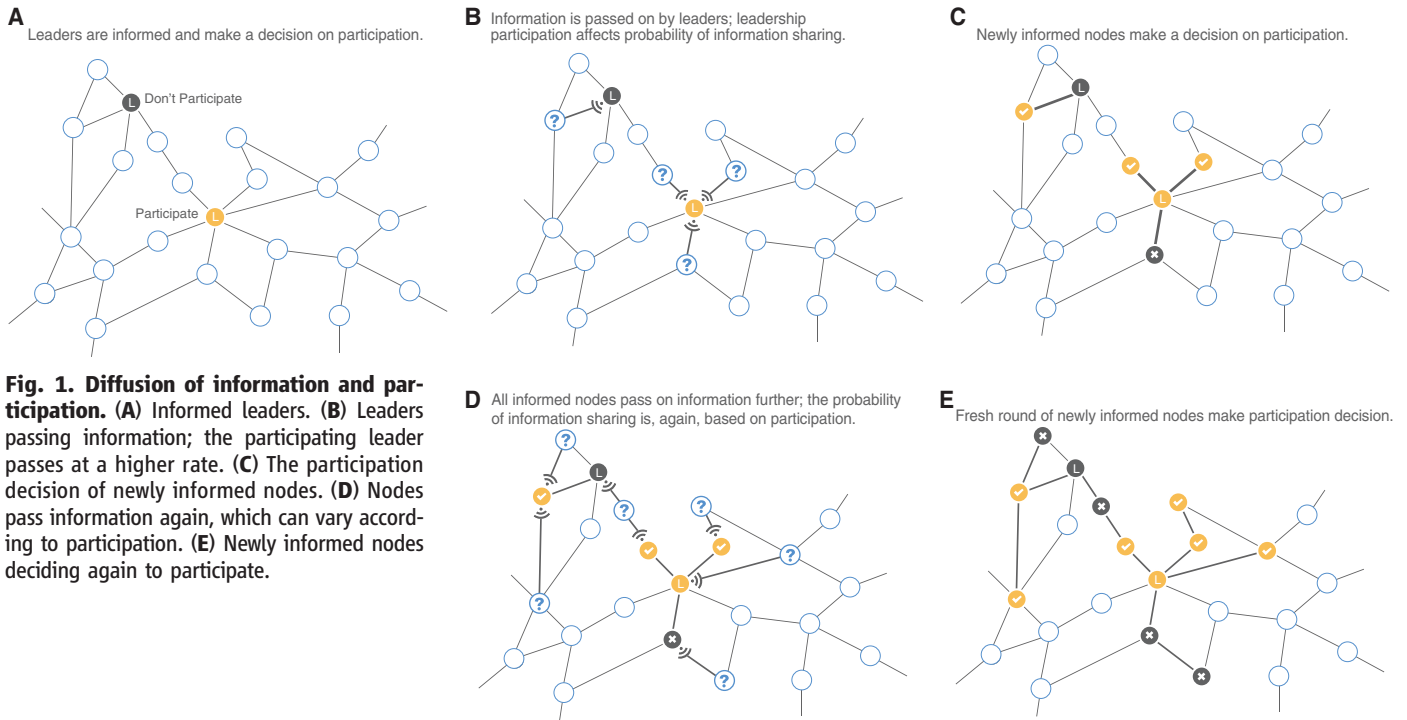 A
Leaders are informed and make a decision on participation.
L
Don't Participate
Participate
L
B
Information is passed on by leaders; leadership
participation affects probability of information sharing.
L
?
?
?
L
?
C
Newly informed nodes make a decision on participation.
L
L
Fig. 1. Diffusion of information and par-
ticipation. (A) Informed leaders. (B) Leaders
passing information; the participating leader
passes at a higher rate. (C) The participation
decision of newly informed nodes. (D) Nodes
pass information again, which can vary accord-
ing to participation. (E) Newly informed nodes
deciding again to participate.
D
All informed nodes pass on information further; the probability
of information sharing is, again, based on participation.
?
L
?
?
?
L
?
?
E
Fresh round of newly informed nodes make participation decision.
L
L